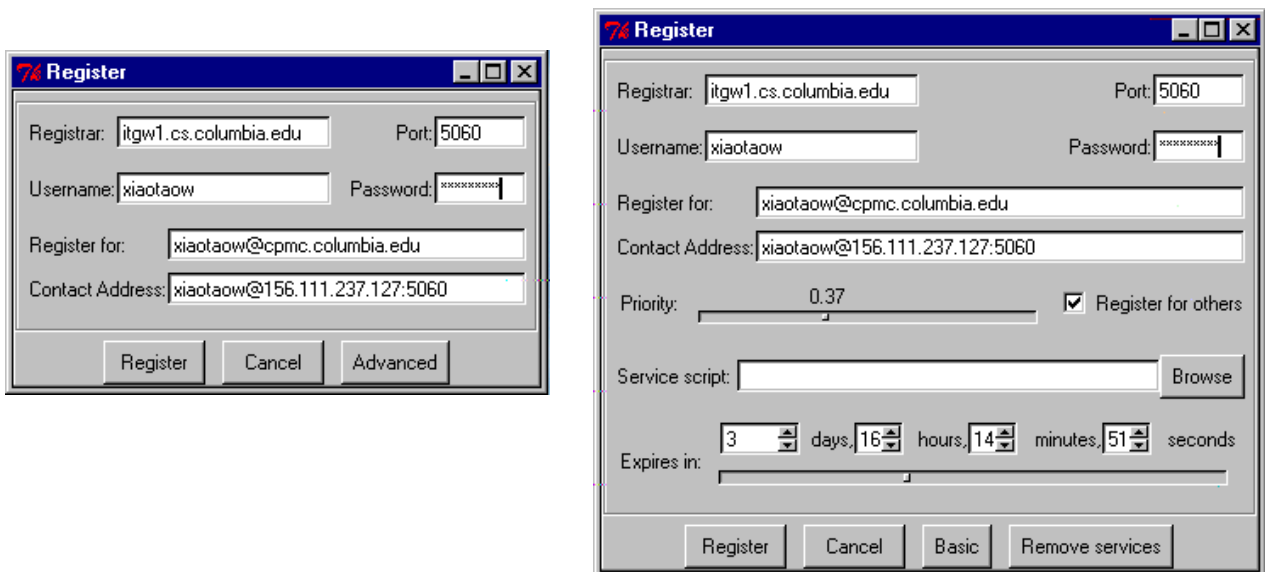 Register
Registrar: itgw1.cs.columbia.edu Port: 5060
Username: xiaotaow Password: *********
Register for: xiaotaow@cpmc.columbia.edu
Contact Address: xiaotaow@156.111.237.127:5060
Register Cancel Advanced
Register
Registrar: itgw1.cs.columbia.edu Port: 5060
Username: xiaotaow Password: *********
Register for: xiaotaow@cpmc.columbia.edu
Contact Address: xiaotaow@156.111.237.127:5060
Priority: 0.37 Register for others
Service script: Browse
Expires in: 3 days, 16 hours, 14 minutes, 51 seconds
Register Cancel Basic Remove services